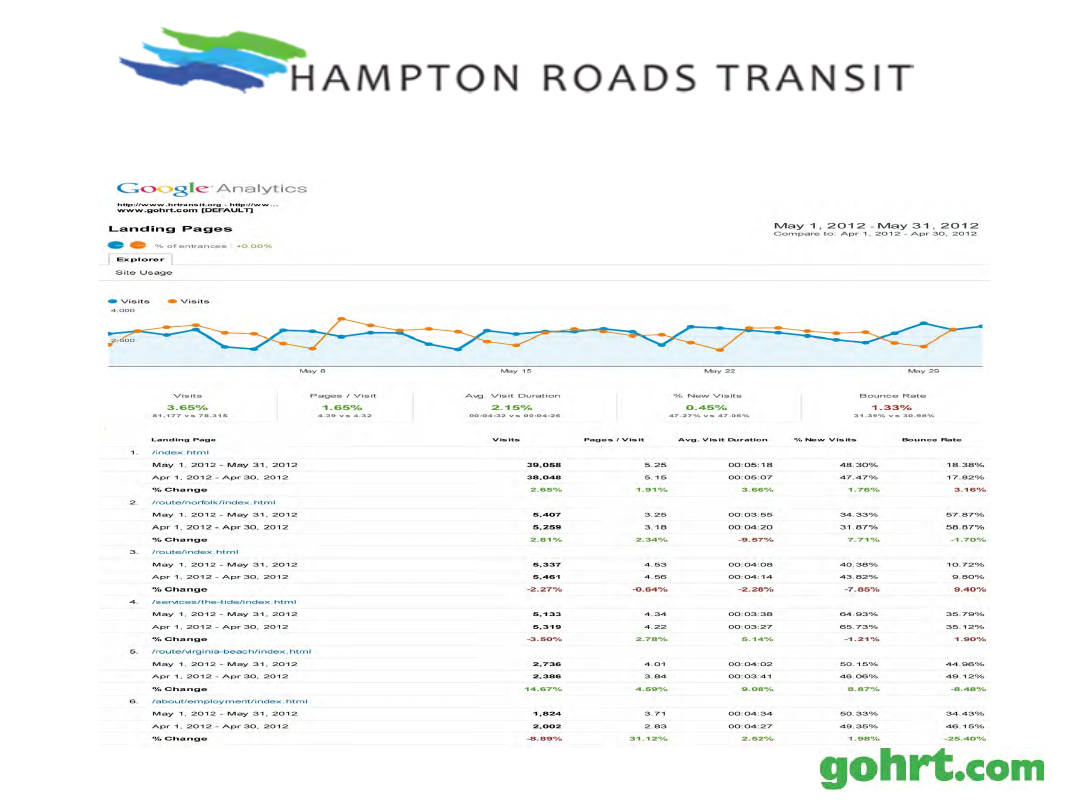 HAMPTON ROADS TRANSIT
Google Analytics
http://www.hrtransit.org - http://ww...
www.gohrt.com [DEFAULT]
Landing Pages
May 1, 2012 - May 31, 2012
Compare to: Apr 1, 2012 - Apr 30, 2012
% of entrances : +0.00%
Explorer
Site Usage
Visits Visits
4,000
2,500
May 8 May 15 May 22 May 29
Visits Pages / Visit Avg. Visit Duration % New Visits Bounce Rate
3.65% 1.65% 2.15% 0.45% 1.33%
81,177 vs 78,315 00:04:32 vs 00:04:26 47.27% vs 47.06% 31.39% vs 30.98%
Landing Page Visits Pages / Visit Avg. Visit Duration % New Visits Bounce Rate
1. /index.html
May 1, 2012 - May 31, 2012 39,058 5.25 00:05:18 48.30% 18.38%
Apr 1, 2012 - Apr 30, 2012 38,048 5.15 00:05:07 47.47% 17.82%
% Change 2.65% 1.91% 3.66% 1.76% 3.16%
2. /route/norfolk/index.html
May 1, 2012 - May 31, 2012 5,407 3.25 00:03:55 34.33% 57.87%
Apr 1, 2012 - Apr 30, 2012 5,259 3.18 00:04:20 31.87% 58.87%
% Change 2.81% 2.34% -9.57% 7.71% -1.70%
3. /route/index.html
May 1, 2012 - May 31, 2012 5,337 4.53 00:04:08 40.38% 10.72%
Apr 1, 2012 - Apr 30, 2012 5,461 4.56 00:04:14 43.82% 9.80%
% Change -2.27% -0.64% -2.28% -7.85% 9.40%
4. /services/the-tide/index.html
May 1, 2012 - May 31, 2012 5,133 4.34 00:03:38 64.93% 35.79%
Apr 1, 2012 - Apr 30, 2012 5,319 4.22 00:03:27 65.73% 35.12%
% Change -3.50% 2.78% 5.14% -1.21% 1.90%
5. /route/virginia-beach/index.html
May 1, 2012 - May 31, 2012 2,736 4.01 00:04:02 50.15% 44.96%
Apr 1, 2012 - Apr 30, 2012 2,386 3.84 00:03:41 46.06% 49.12%
% Change 14.67% 4.59% 9.08% 8.87% -8.48%
6. /about/employment/index.html
May 1, 2012 - May 31, 2012 1,824 3.71 00:04:34 50.33% 34.43%
Apr 1, 2012 - Apr 30, 2012 2,002 2.83 00:04:27 49.35% 46.15%
% Change -8.89% 31.12% 2.52% 1.98% -25.40%
gohrt.com